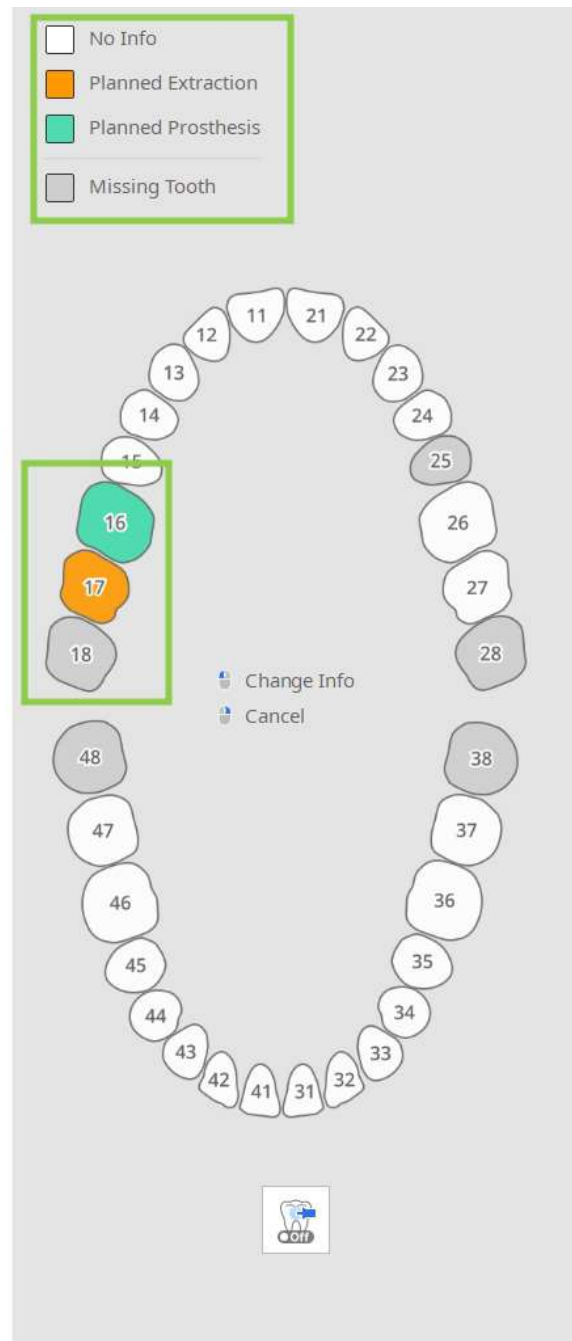 No Info
Planned Extraction
Planned Prosthesis
Missing Tooth
11 21
12 22
13 23
14 24
15 25
16 26
17 27
18 28
Change Info
Cancel
48 38
47 37
46 36
45 35
44 34
43 33
42 32
41 31
Off